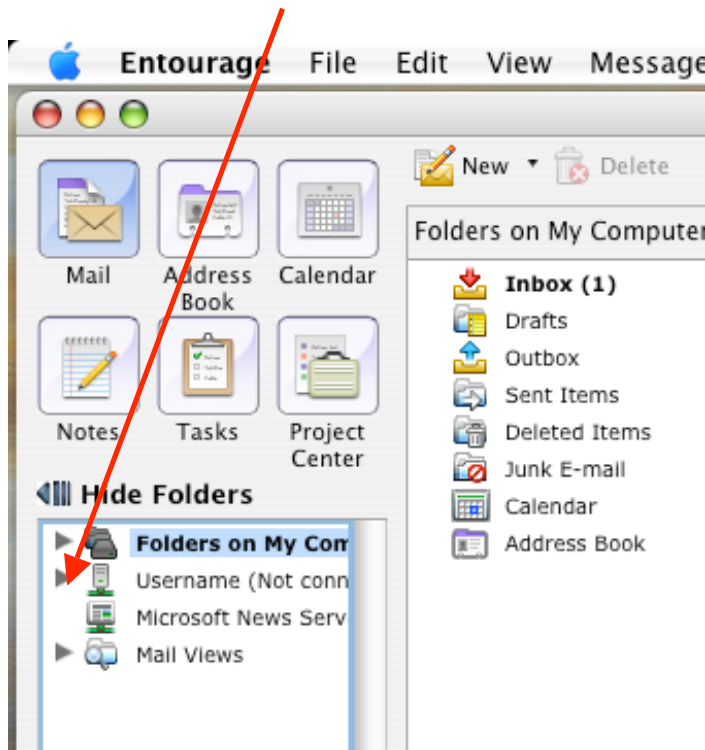 Entourage File Edit View Message
New Delete
Mail Address Book Calendar
Folders on My Computer
Inbox (1)
Drafts
Outbox
Sent Items
Deleted Items
Junk E-mail
Calendar
Address Book
Notes Tasks Project Center
Hide Folders
Folders on My Com
Username (Not conn
Microsoft News Serv
Mail Views